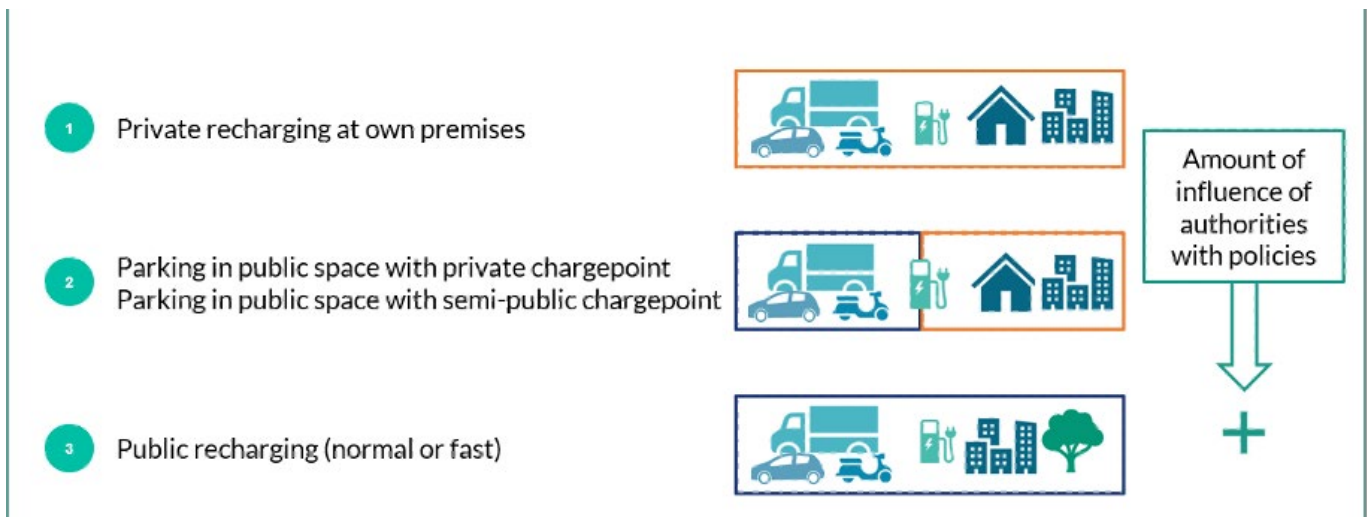 1
Private recharging at own premises
2
Parking in public space with private chargepoint
Parking in public space with semi-public chargepoint
3
Public recharging (normal or fast)
Amount of
influence of
authorities
with policies
+